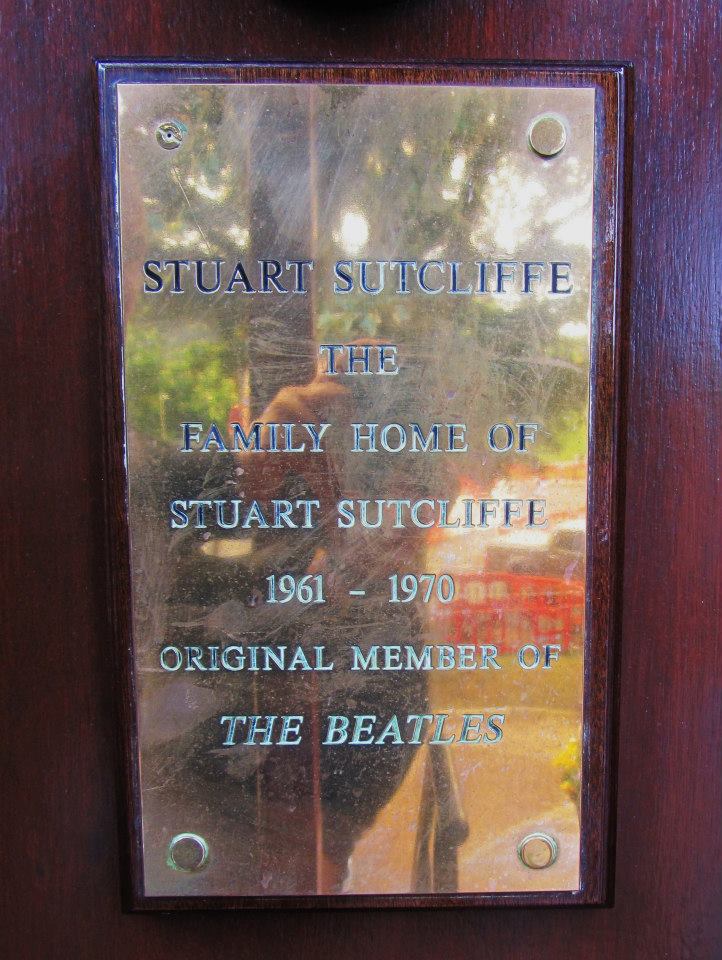 STUART SUTCLIFFE
THE
FAMILY HOME OF
STUART SUTCLIFFE
1961 – 1970
ORIGINAL MEMBER OF
THE BEATLES